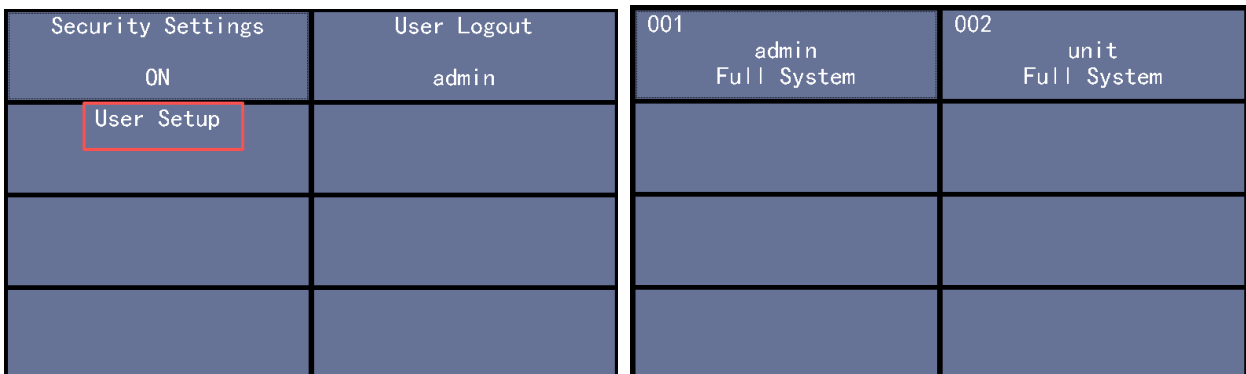 Security Settings
ON
User Logout
admin
User Setup
001
admin
Full System
002
unit
Full System